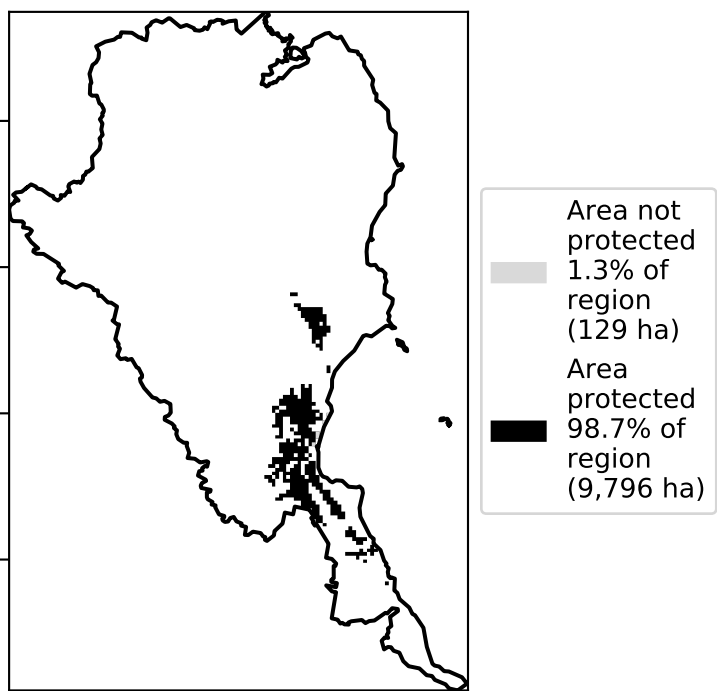 Area not
protected
1.3% of
region
(129 ha)
Area
protected
98.7% of
region
(9,796 ha)